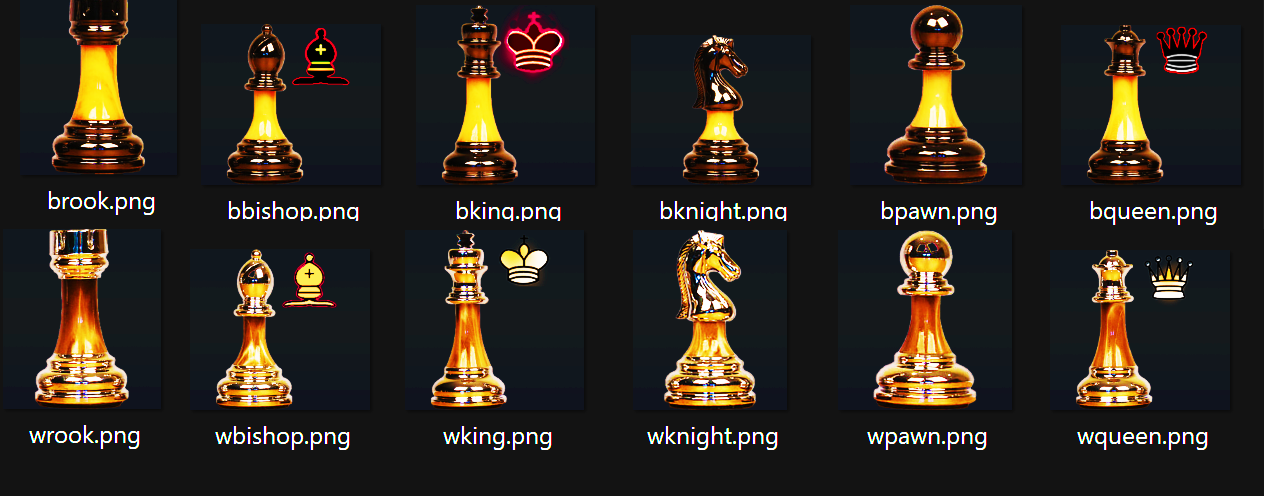 brook.png
bbishop.png
bking.png
bknight.png
bpawn.png
bqueen.png
wrook.png
wbishop.png
wking.png
wknight.png
wpawn.png
wqueen.png